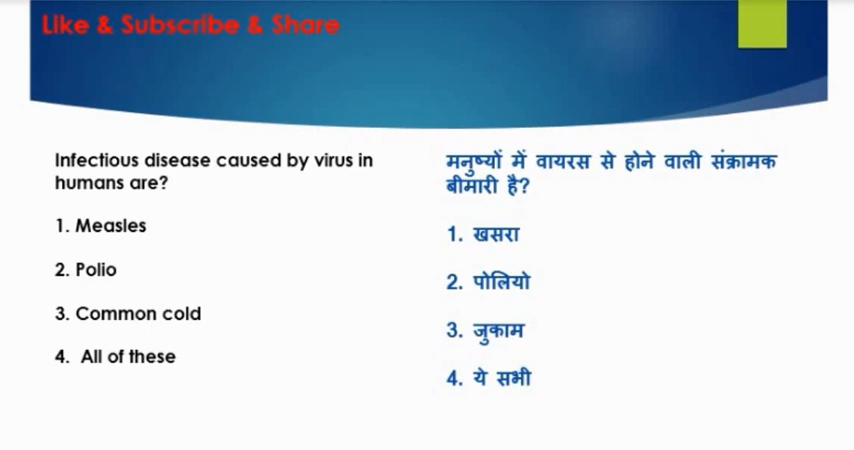 Like & Subscribe & Share
Infectious disease caused by virus in
humans are?
1. Measles
2. Polio
3. Common cold
4. All of these
मनुष्यों में वायरस से होने वाली संक्रामक
बीमारी है?
1. खसरा
2. पोलियो
3. जुकाम
4. ये सभी